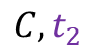 C, t₂